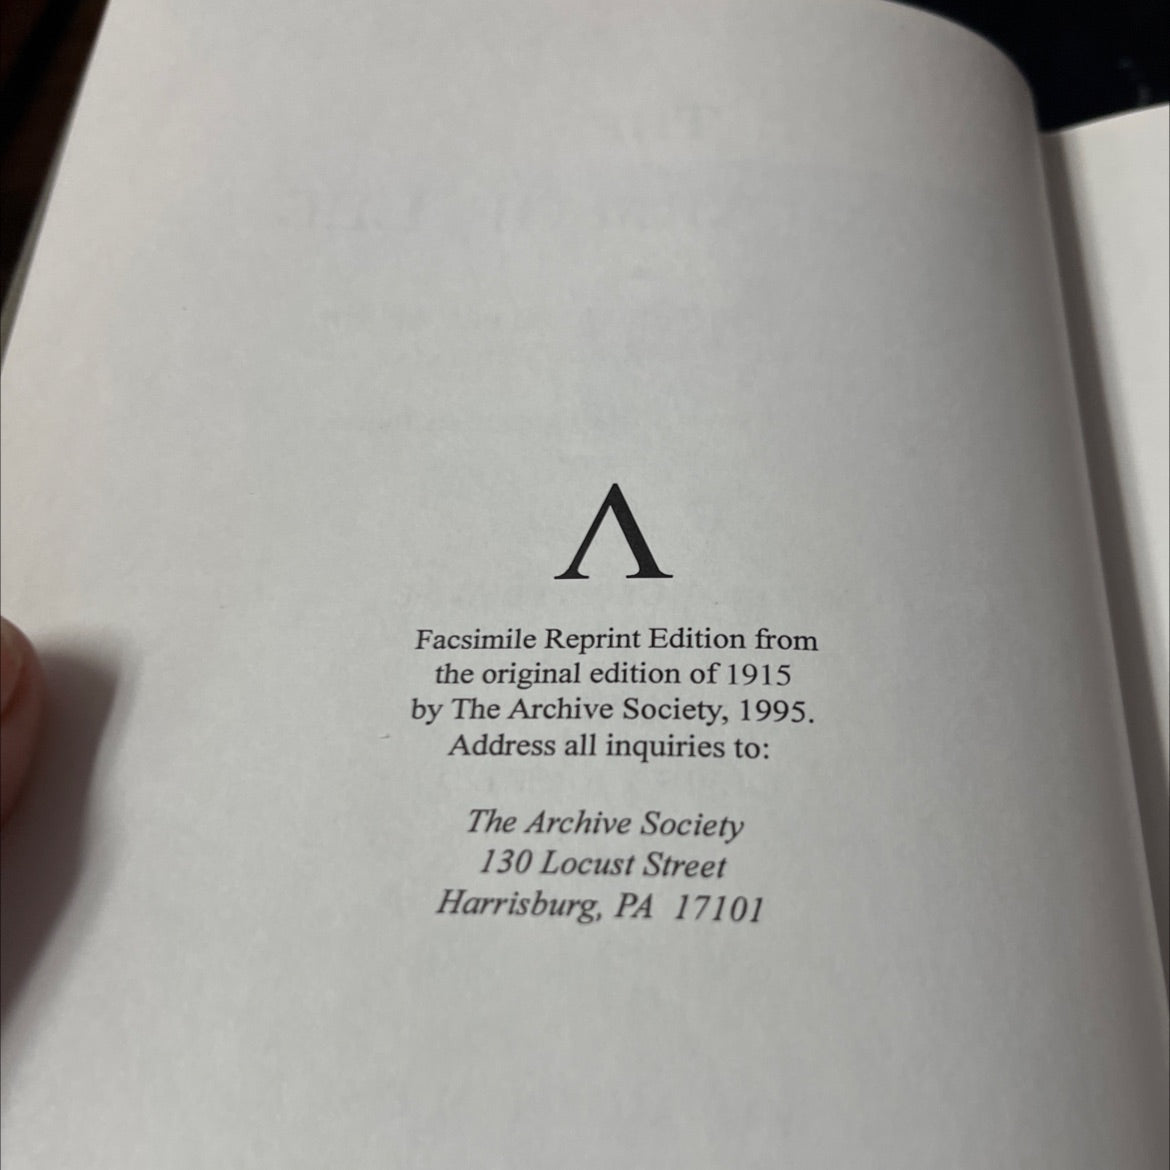 Λ
Facsimile Reprint Edition from
the original edition of 1915
by The Archive Society, 1995.
Address all inquiries to:
The Archive Society
130 Locust Street
Harrisburg, PA 17101